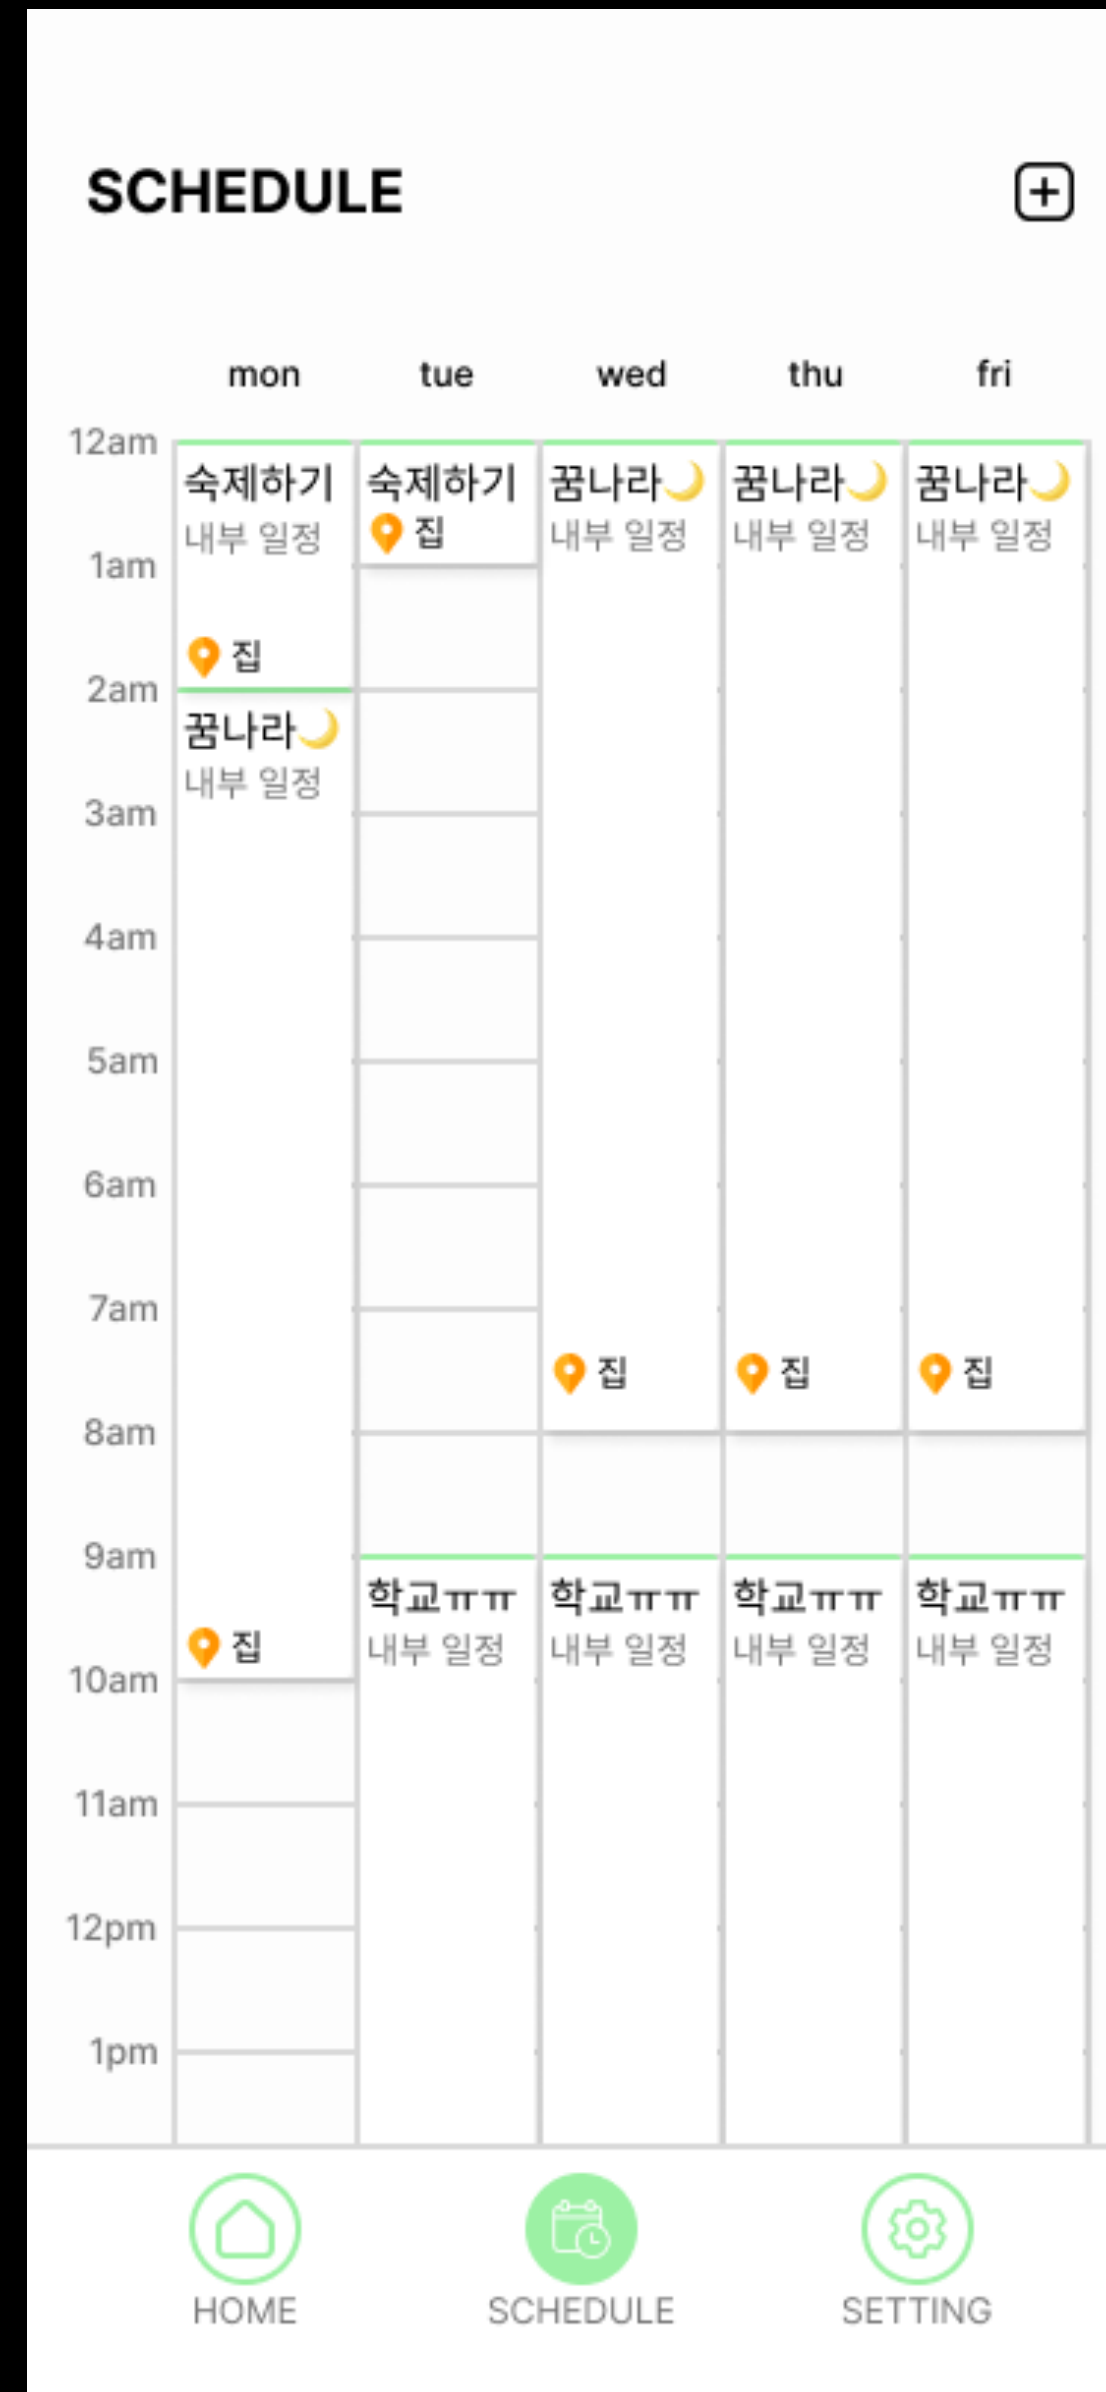 SCHEDULE
mon tue wed thu fri
12am
숙제하기 숙제하기 꿈나라🌙 꿈나라🌙 꿈나라🌙
내부 일정 집 내부 일정 내부 일정 내부 일정
1am
집
2am
꿈나라🌙
내부 일정
3am
4am
5am
6am
7am
집 집 집
8am
9am
학교ㅠㅠ 학교ㅠㅠ 학교ㅠㅠ 학교ㅠㅠ
집 내부 일정 내부 일정 내부 일정 내부 일정
10am
11am
12pm
1pm
HOME SCHEDULE SETTING